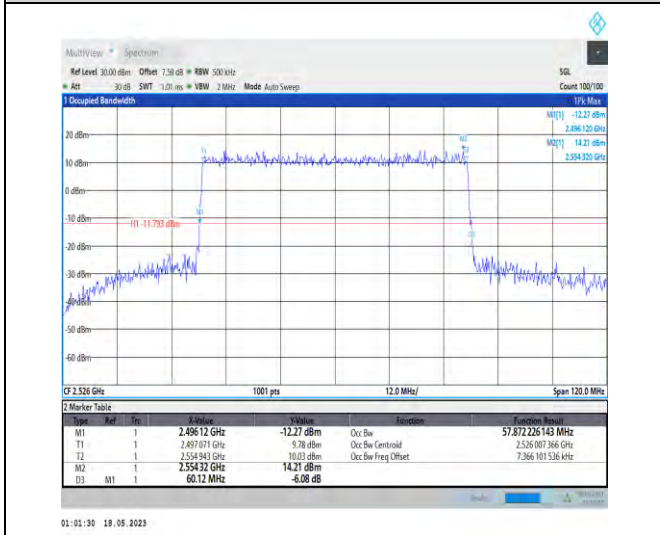 MultiView Spectrum
Ref Level 30.00 dBm Offset 7.58 dB RBW 500 kHz SGL
Att 30 dB SWT 1.01 ms VBW 2 MHz Mode Auto Sweep Count 100/100
1 Occupied Bandwidth 1Pk Max
M1[1] -12.27 dBm
2.496 120 GHz
M2[1] 14.21 dBm
2.554 320 GHz
20 dBm
10 dBm
0 dBm
-10 dBm
H1 -11.793 dBm
-20 dBm
-30 dBm
-40 dBm
-50 dBm
-60 dBm
CF 2.526 GHz 1001 pts 12.0 MHz/ Span 120.0 MHz
2 Marker Table
Type Ref Trc X-Value Y-Value Function Function Result
M1 1 2.496 12 GHz -12.27 dBm Occ Bw 57.872 226 143 MHz
T1 1 2.497 071 GHz 9.78 dBm Occ Bw Centroid 2.526 007 366 GHz
T2 1 2.554 943 GHz 10.03 dBm Occ Bw Freq Offset 7.366 101 536 kHz
M2 1 2.554 32 GHz 14.21 dBm
D3 M1 1 60.12 MHz -6.08 dB
01:01:30 18.05.2023